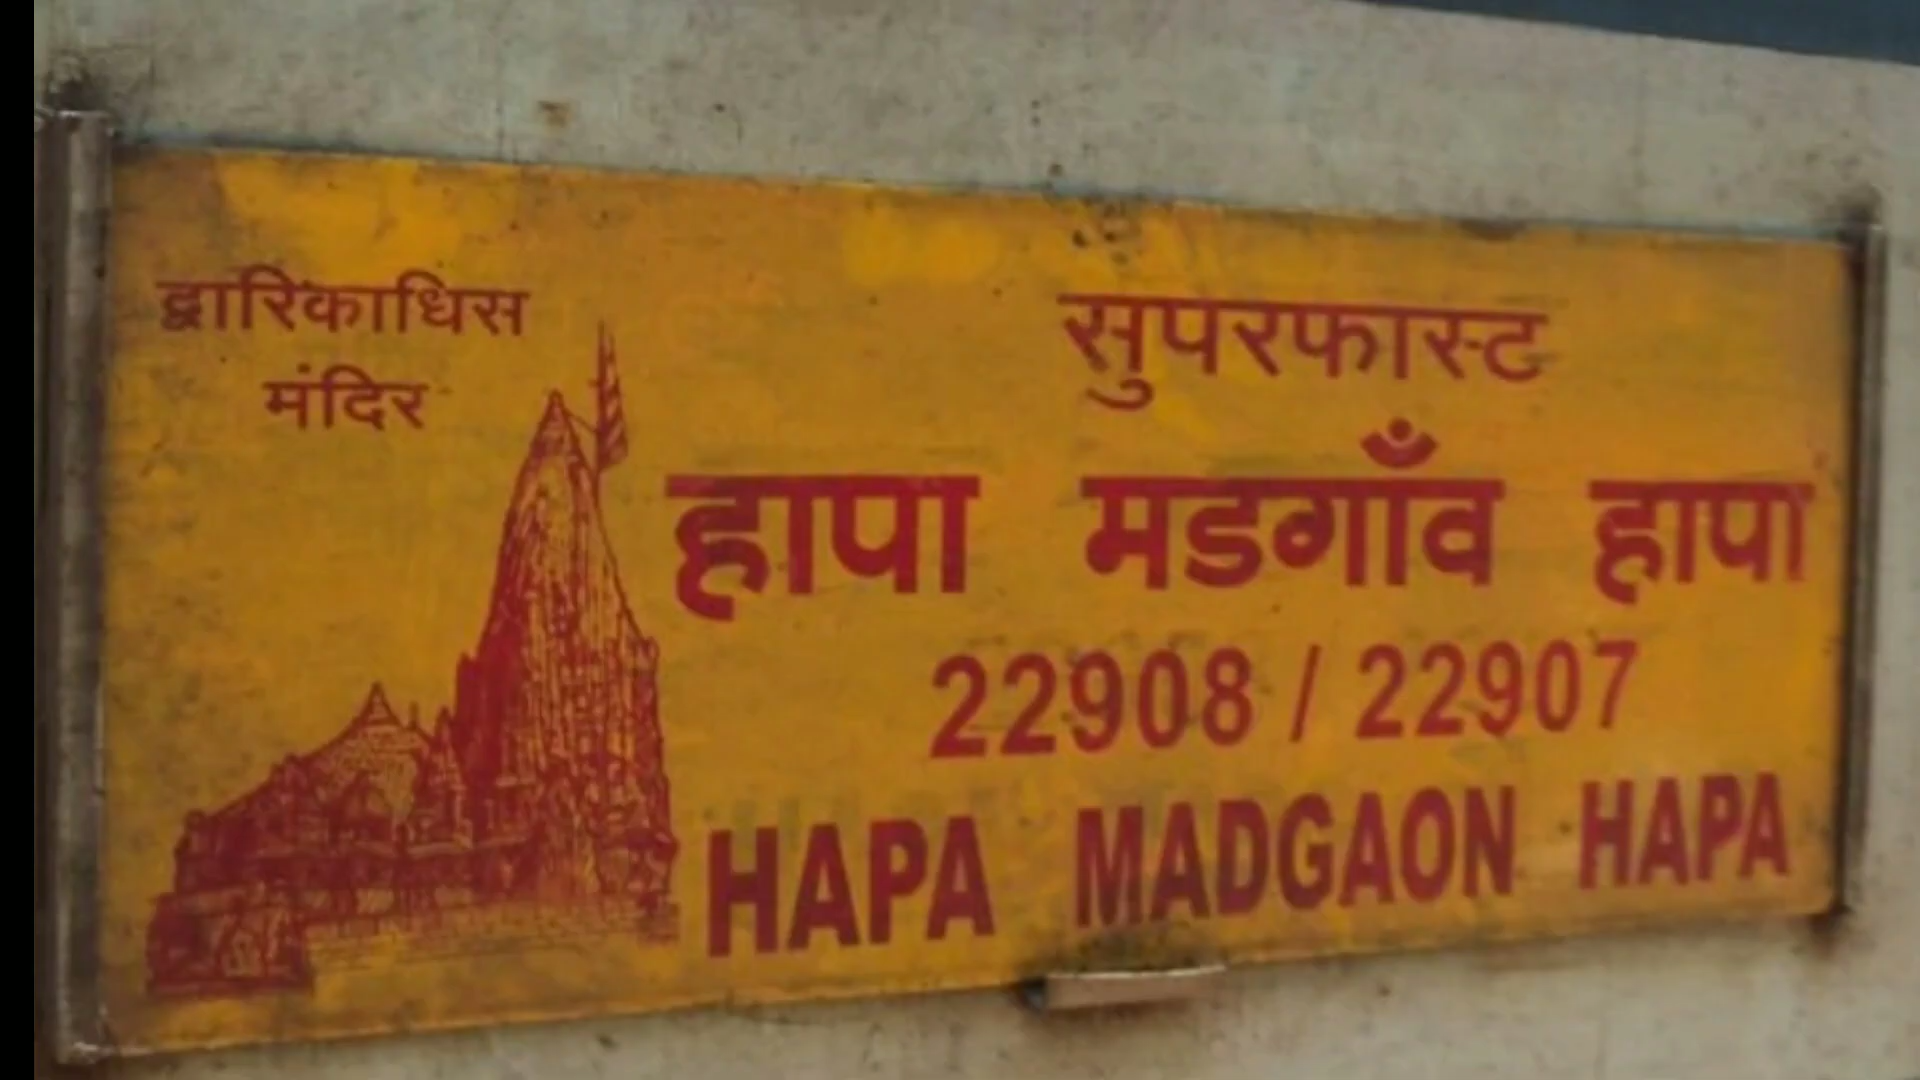 द्वारिकाधिस
मंदिर
सुपरफास्ट
हापा मडगाँव हापा
22908 / 22907
HAPA MADGAON HAPA